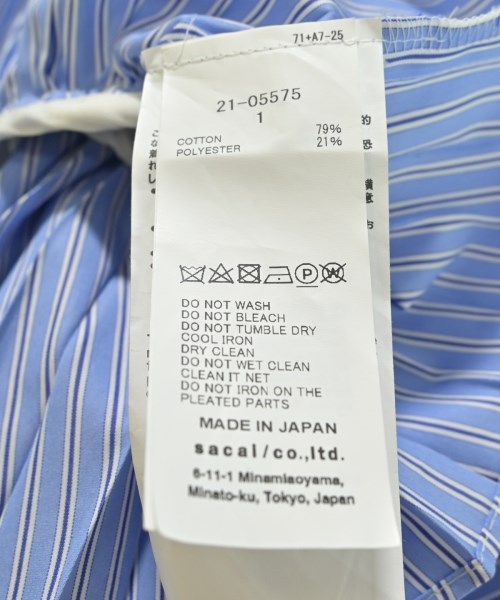 71+A7-25
21-05575
1
COTTON 79%
POLYESTER 21%
P W
DO NOT WASH
DO NOT BLEACH
DO NOT TUMBLE DRY
COOL IRON
DRY CLEAN
DO NOT WET CLEAN
CLEAN IT NET
DO NOT IRON ON THE
PLEATED PARTS
MADE IN JAPAN
sacai/co.,ltd.
6-11-1 Minamiaoyama,
Minato-ku, Tokyo, Japan